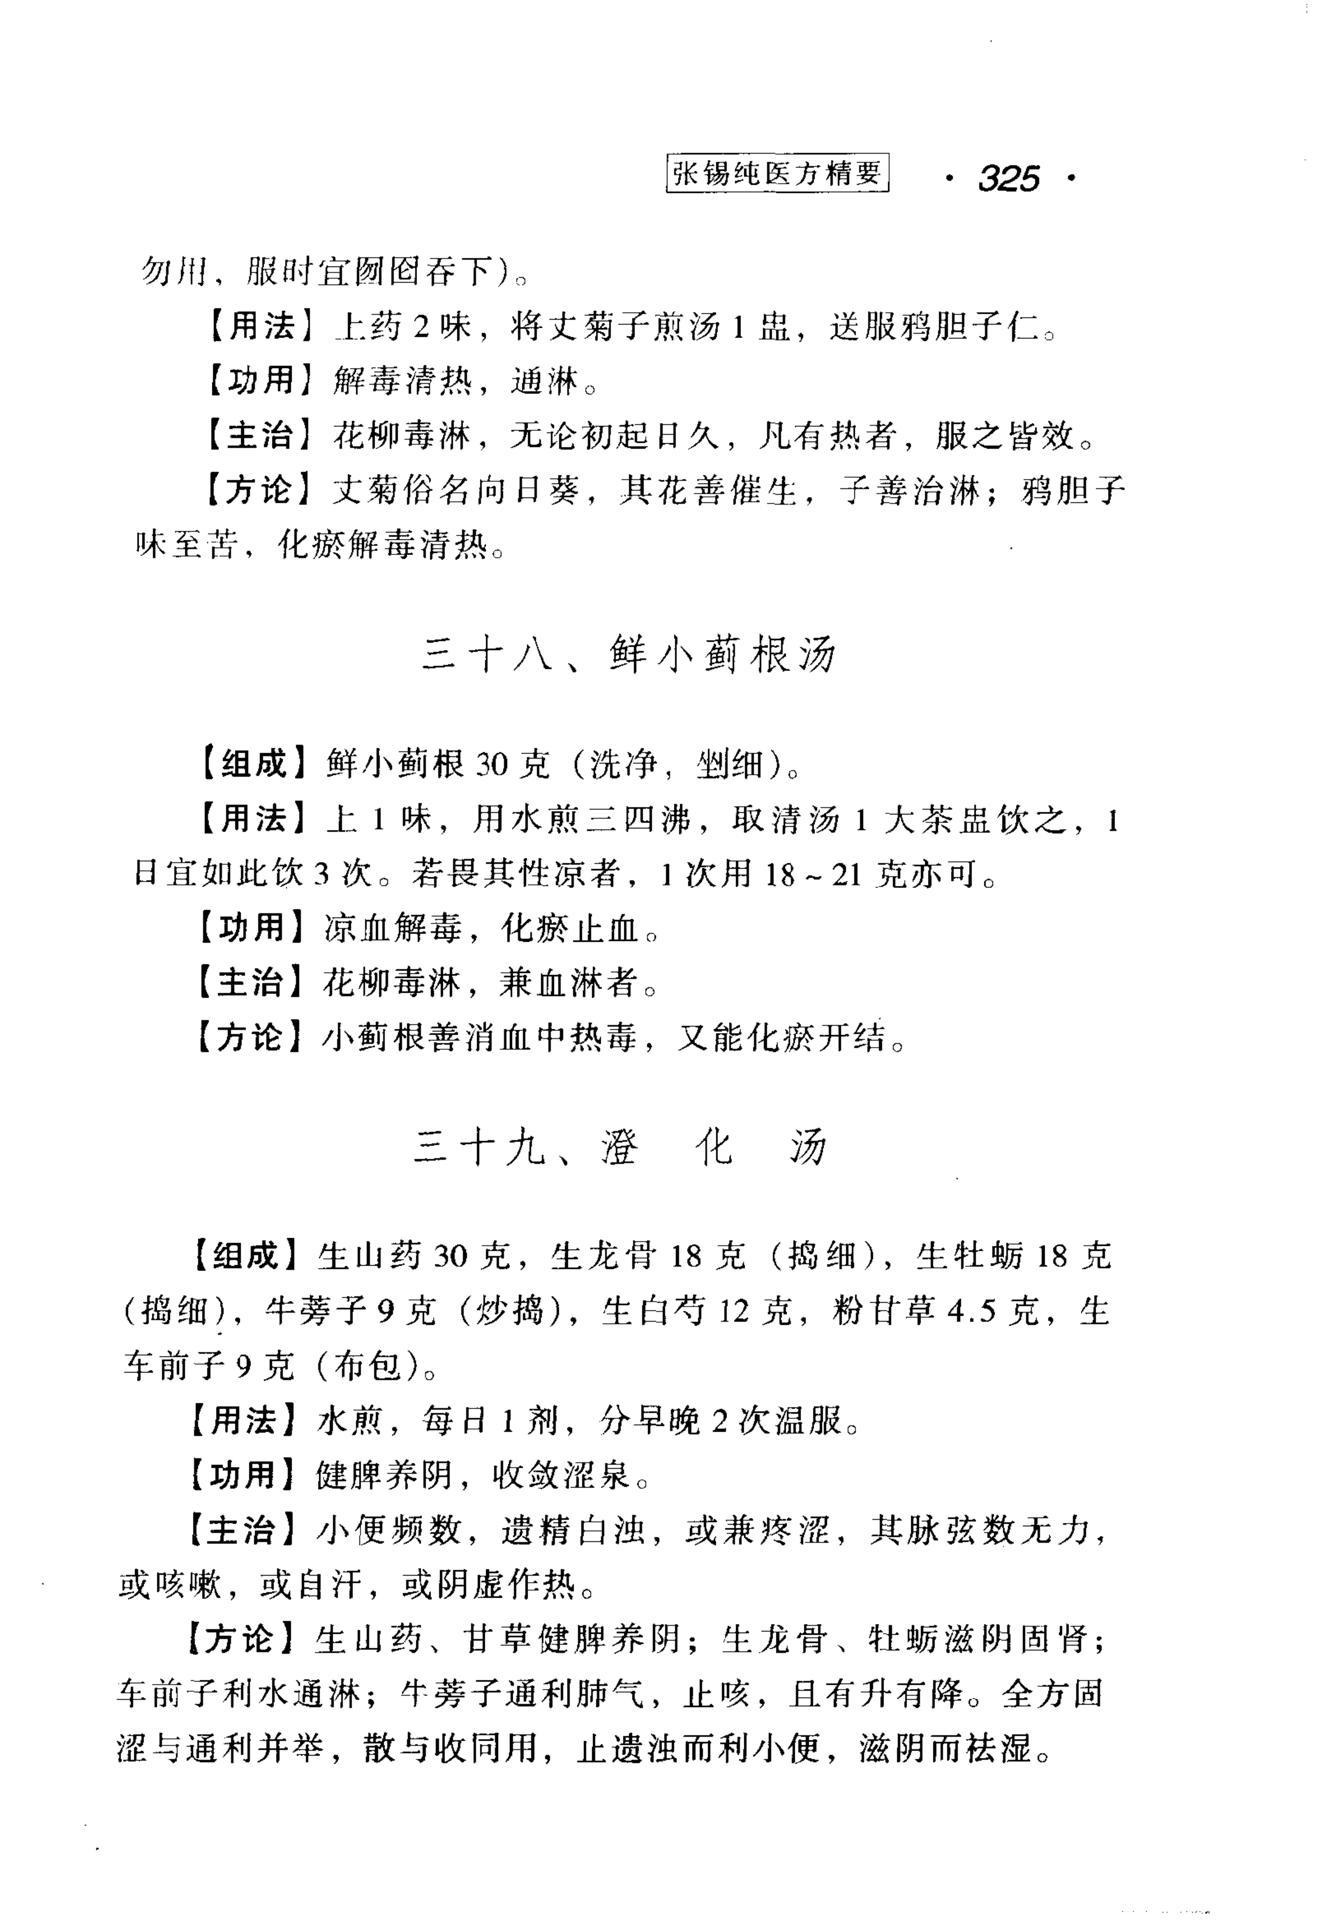 张锡纯医方精要 · 325 ·
勿用，服时宜囫囵吞下）。
【用法】上药2味，将丈菊子煎汤1盅，送服鸦胆子仁。
【功用】解毒清热，通淋。
【主治】花柳毒淋，无论初起日久，凡有热者，服之皆效。
【方论】丈菊俗名向日葵，其花善催生，子善治淋；鸦胆子
味至苦，化瘀解毒清热。
三十八、鲜小蓟根汤
【组成】鲜小蓟根30克（洗净，剉细）。
【用法】上1味，用水煎三四沸，取清汤1大茶盅饮之，1
日宜如此饮3次。若畏其性凉者，1次用18~21克亦可。
【功用】凉血解毒，化瘀止血。
【主治】花柳毒淋，兼血淋者。
【方论】小蓟根善消血中热毒，又能化瘀开结。
三十九、澄 化 汤
【组成】生山药30克，生龙骨18克（捣细），生牡蛎18克
（捣细），牛蒡子9克（炒捣），生白芍12克，粉甘草4.5克，生
车前子9克（布包）。
【用法】水煎，每日1剂，分早晚2次温服。
【功用】健脾养阴，收敛涩泉。
【主治】小便频数，遗精白浊，或兼疼涩，其脉弦数无力，
或咳嗽，或自汗，或阴虚作热。
【方论】生山药、甘草健脾养阴；生龙骨、牡蛎滋阴固肾；
车前子利水通淋；牛蒡子通利肺气，止咳，且有升有降。全方固
涩与通利并举，散与收同用，止遗浊而利小便，滋阴而祛湿。